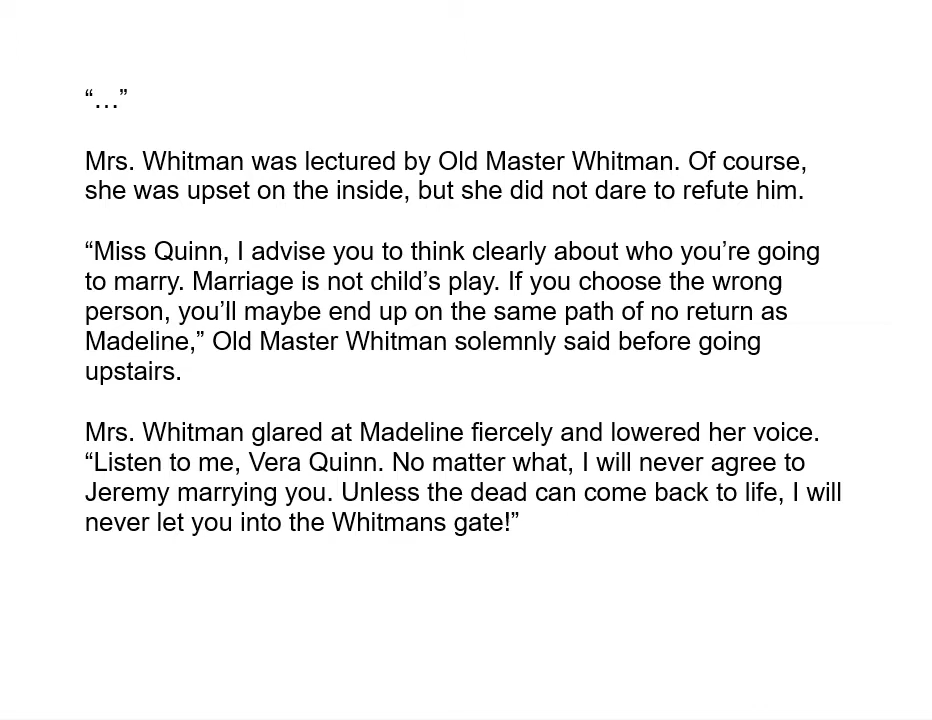 “…”
Mrs. Whitman was lectured by Old Master Whitman. Of course,
she was upset on the inside, but she did not dare to refute him.
“Miss Quinn, I advise you to think clearly about who you’re going
to marry. Marriage is not child’s play. If you choose the wrong
person, you’ll maybe end up on the same path of no return as
Madeline,” Old Master Whitman solemnly said before going
upstairs.
Mrs. Whitman glared at Madeline fiercely and lowered her voice.
“Listen to me, Vera Quinn. No matter what, I will never agree to
Jeremy marrying you. Unless the dead can come back to life, I will
never let you into the Whitmans gate!”